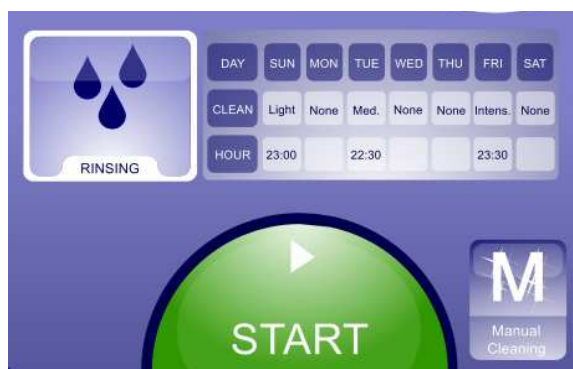 DAY SUN MON TUE WED THU FRI SAT
CLEAN Light None Med. None None Intens. None
HOUR 23:00 22:30 23:30
RINSING
START
M
Manual
Cleaning